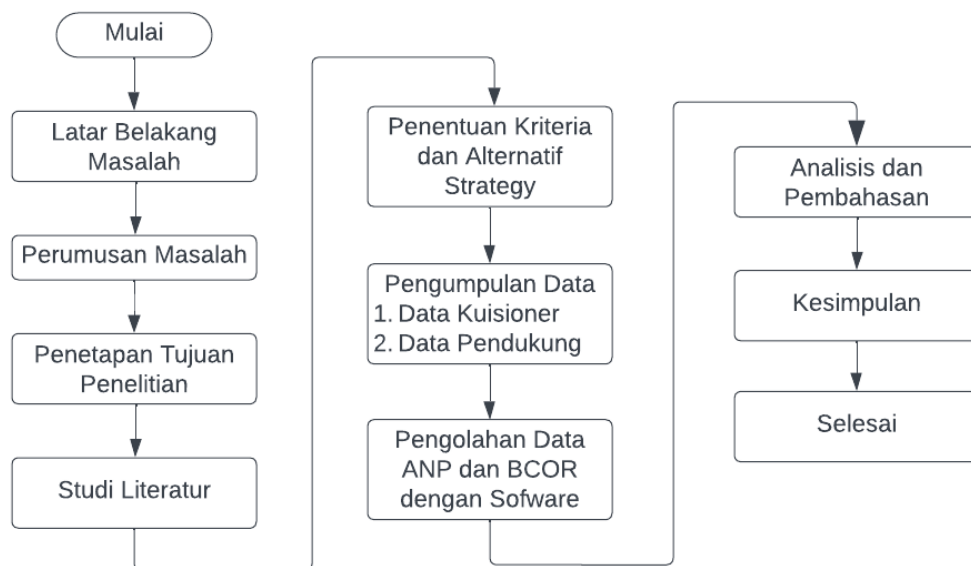 Mulai
Latar Belakang
Masalah
Perumusan Masalah
Penetapan Tujuan
Penelitian
Studi Literatur
Penentuan Kriteria
dan Alternatif
Strategy
Pengumpulan Data
1. Data Kuisioner
2. Data Pendukung
Pengolahan Data
ANP dan BCOR
dengan Sofware
Analisis dan
Pembahasan
Kesimpulan
Selesai